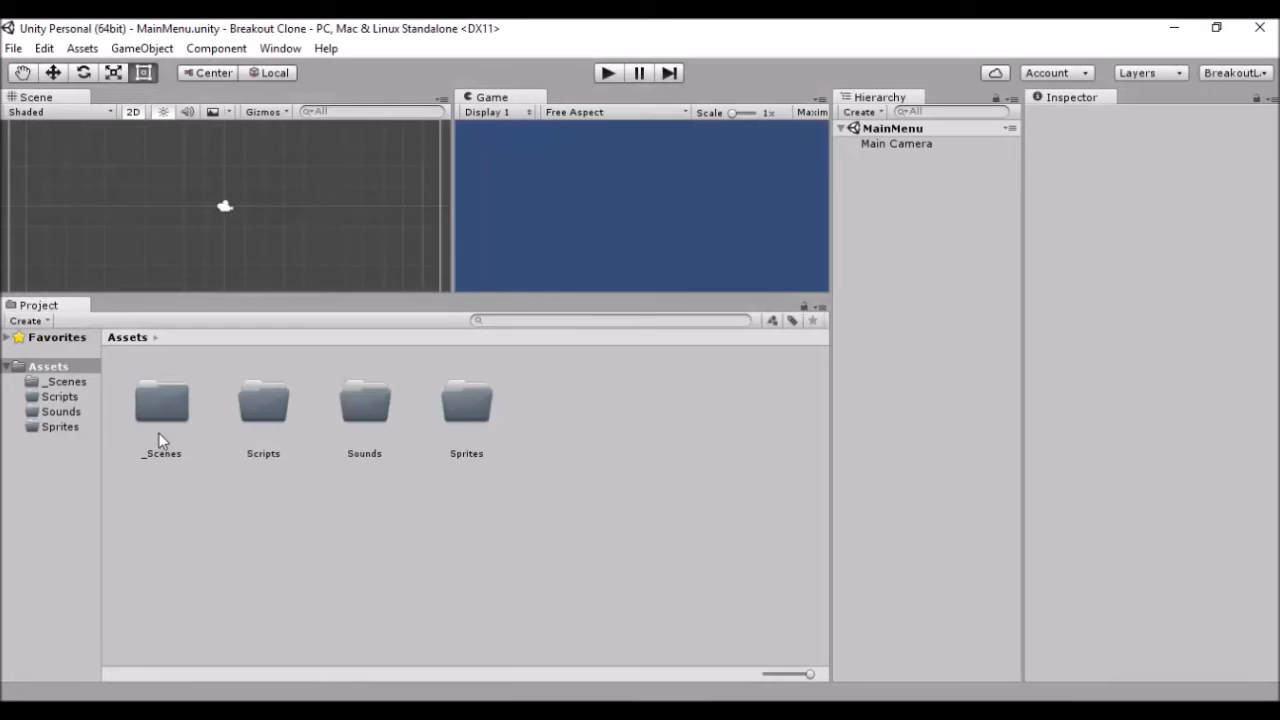 Unity Personal (64bit) - MainMenu.unity - Breakout Clone - PC, Mac & Linux Standalone <DX11>
File Edit Assets GameObject Component Window Help
Center Local Account Layers BreakoutL
Scene Game Hierarchy Inspector
Shaded 2D Gizmos All Display 1 Free Aspect Scale 1x Maxim Create All
MainMenu
Main Camera
Project
Create
Favorites Assets
Assets
_Scenes
Scripts
Sounds
Sprites
_Scenes Scripts Sounds Sprites